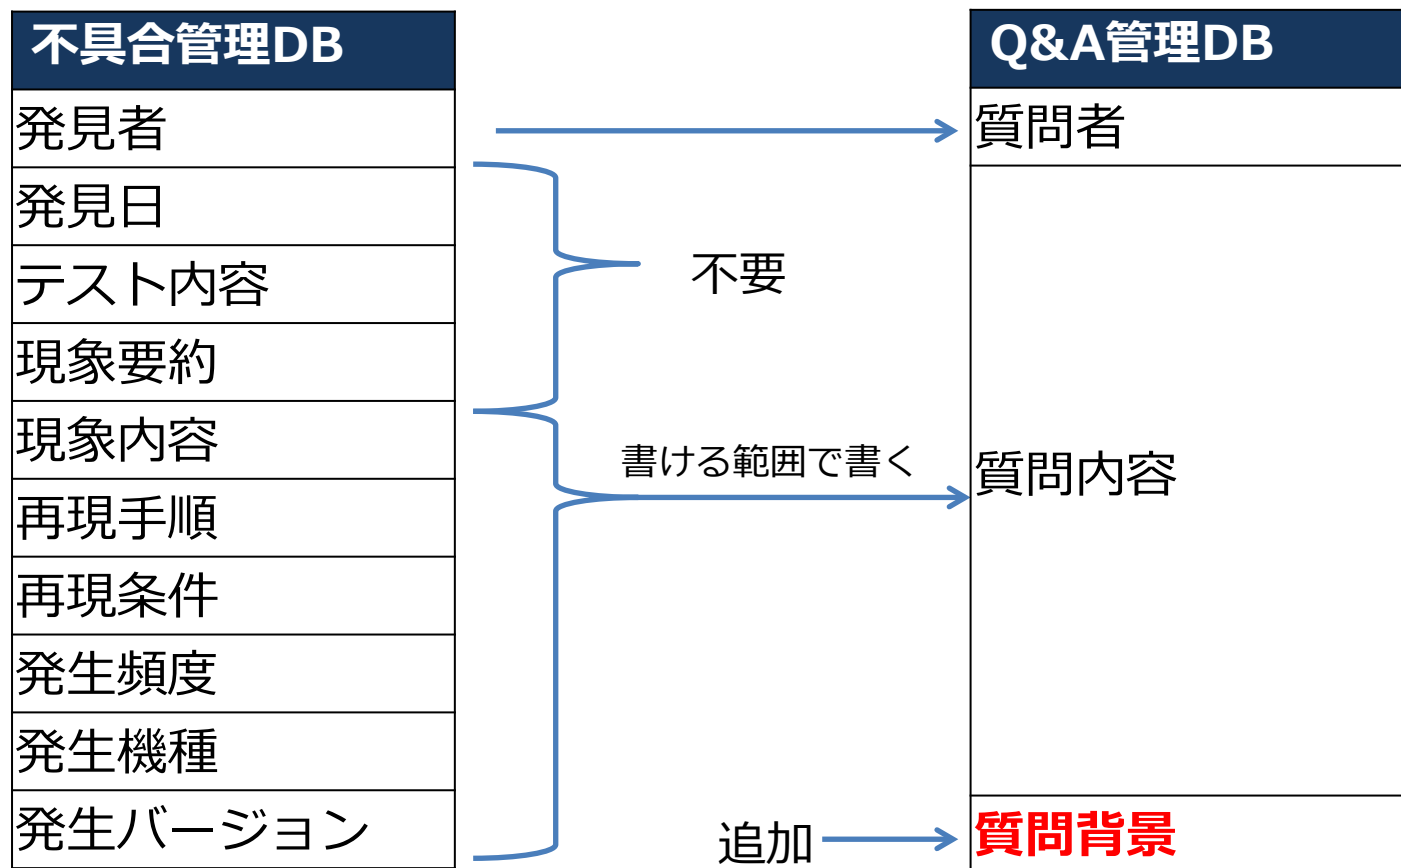 不具合管理DB
発見者
発見日
テスト内容
現象要約
現象内容
再現手順
再現条件
発生頻度
発生機種
発生バージョン
不要
書ける範囲で書く
追加
Q&A管理DB
質問者
質問内容
質問背景